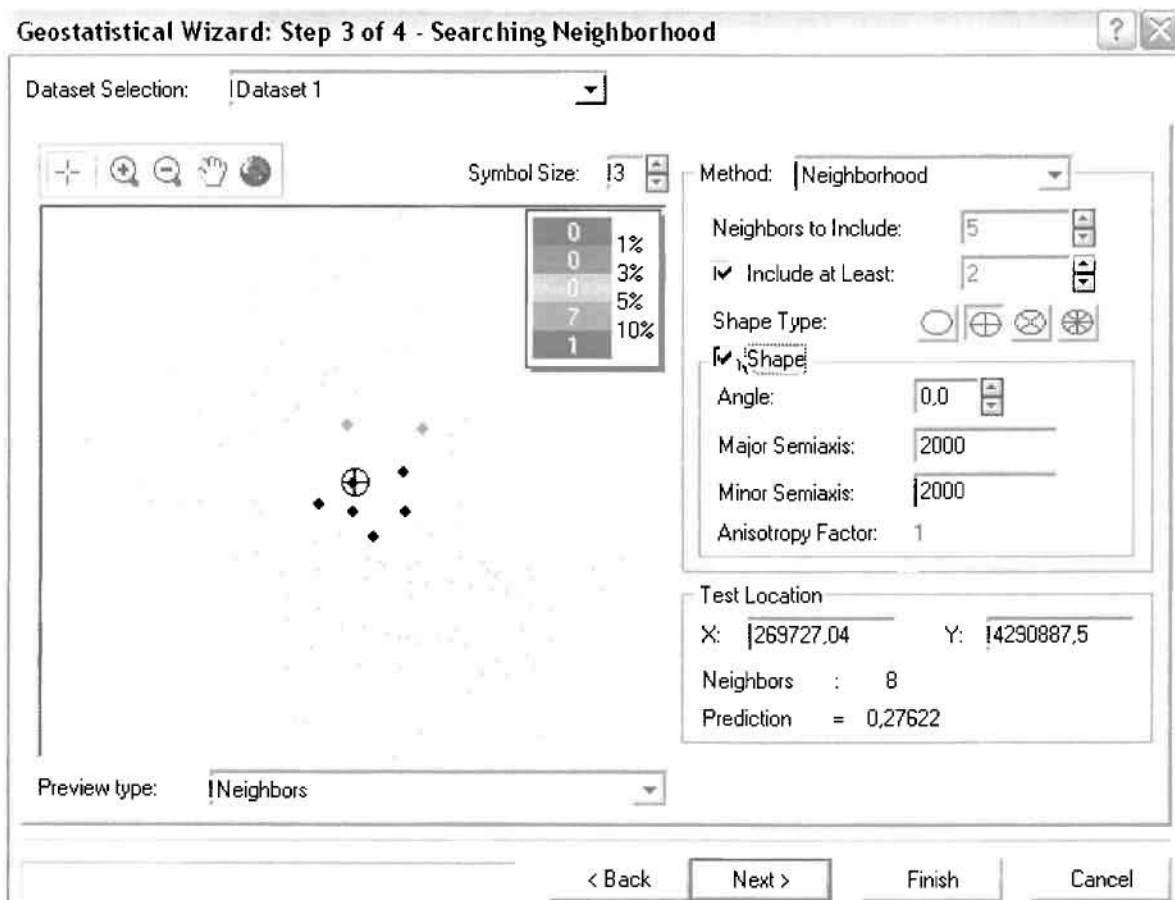 Geostatistical Wizard: Step 3 of 4 - Searching Neighborhood
Dataset Selection: Dataset 1
Symbol Size: 3
0
0
0
7
1
1%
3%
5%
10%
Preview type: Neighbors
Method: Neighborhood
Neighbors to Include: 5
Include at Least: 2
Shape Type:
Shape
Angle: 0,0
Major Semiaxis: 2000
Minor Semiaxis: 2000
Anisotropy Factor: 1
Test Location
X: 269727,04 Y: 4290887,5
Neighbors : 8
Prediction = 0,27622
< Back Next > Finish Cancel